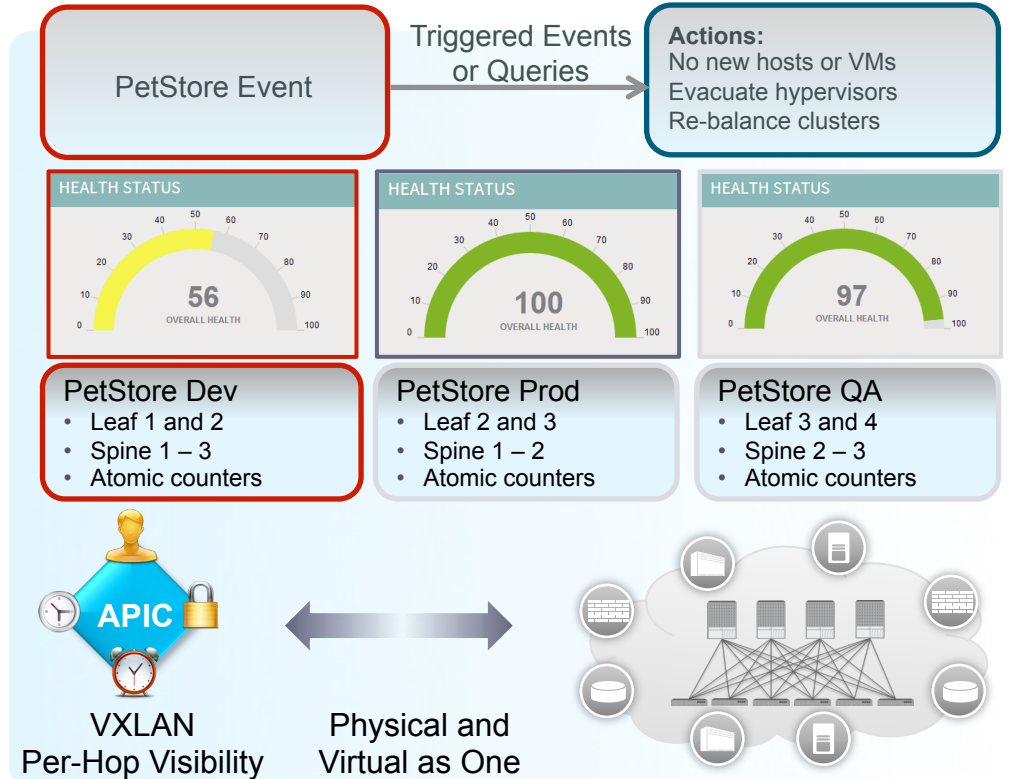 PetStore Event
Triggered Events
or Queries
Actions:
No new hosts or VMs
Evacuate hypervisors
Re-balance clusters
HEALTH STATUS
0
10
20
30
40
50
60
70
80
90
100
56
OVERALL HEALTH
HEALTH STATUS
0
10
20
30
40
50
60
70
80
90
100
100
OVERALL HEALTH
HEALTH STATUS
0
10
20
30
40
50
60
70
80
90
100
97
OVERALL HEALTH
PetStore Dev
• Leaf 1 and 2
• Spine 1 – 3
• Atomic counters
PetStore Prod
• Leaf 2 and 3
• Spine 1 – 2
• Atomic counters
PetStore QA
• Leaf 3 and 4
• Spine 2 – 3
• Atomic counters
APIC
VXLAN
Per-Hop Visibility
Physical and
Virtual as One